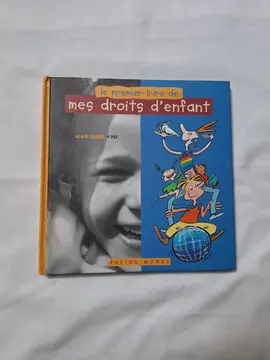 le premier livre de
mes droits d'enfant
ALAIN SERRES • PEF
RUE DU MONDE